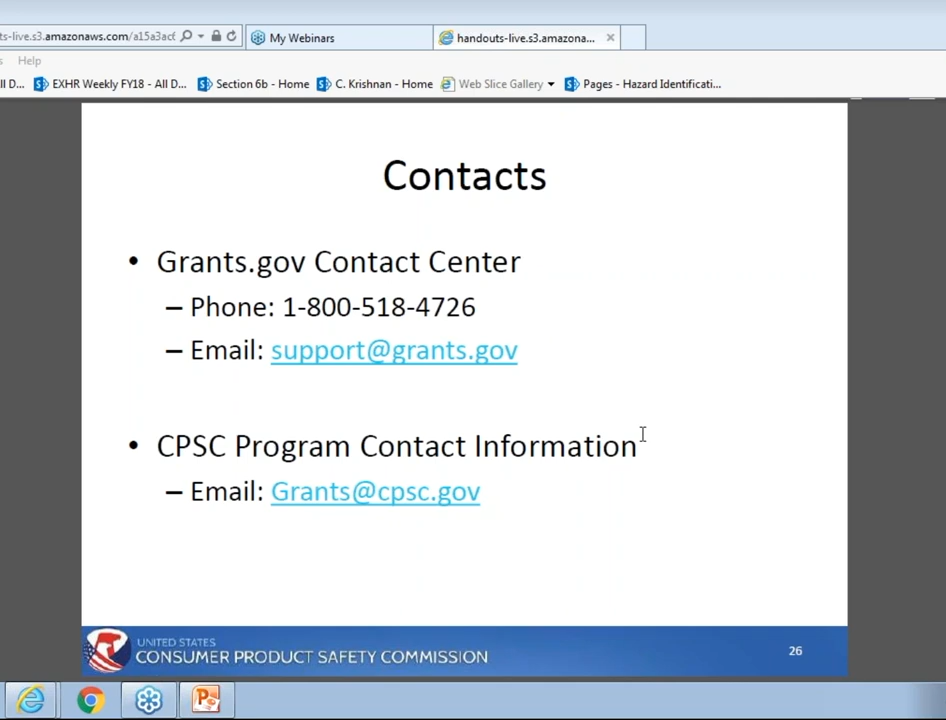 ts-live.s3.amazonaws.com/a15a3ac6
My Webinars
handouts-live.s3.amazona...
Help
ll D...
EXHR Weekly FY18 - All D...
Section 6b - Home
C. Krishnan - Home
Web Slice Gallery
Pages - Hazard Identificati...
Contacts
• Grants.gov Contact Center
– Phone: 1-800-518-4726
– Email: support@grants.gov
• CPSC Program Contact Information
– Email: Grants@cpsc.gov
UNITED STATES
CONSUMER PRODUCT SAFETY COMMISSION
26